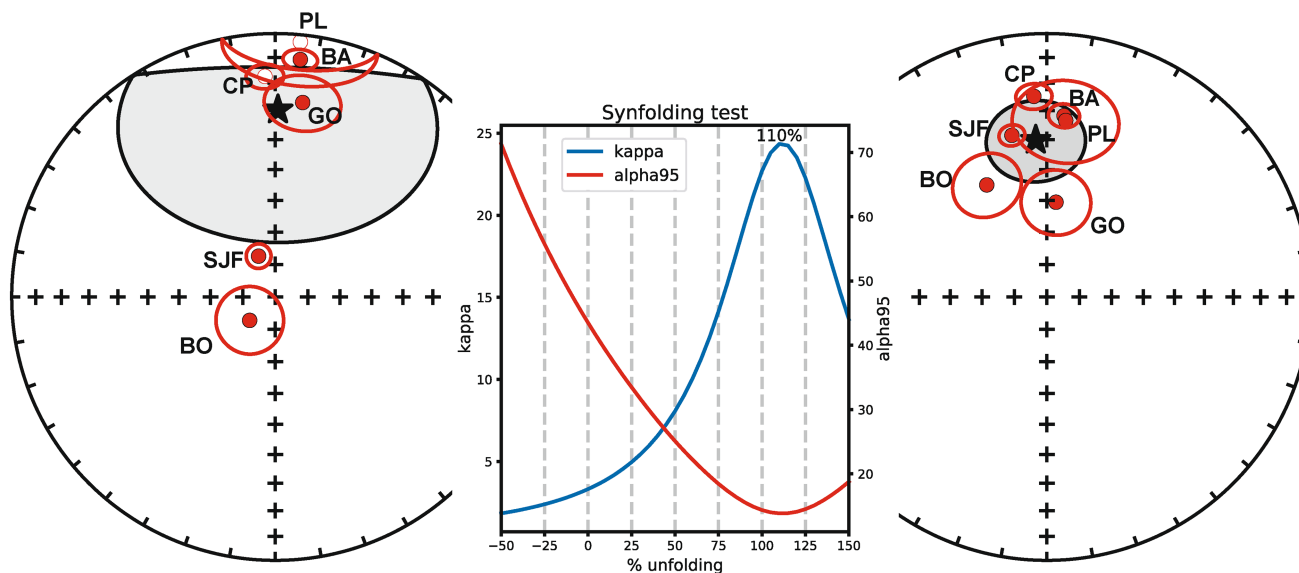 PL
BA
CP
GO
SJF
BO
Synfolding test
110%
kappa
alpha95
25
20
15
10
5
kappa
70
60
50
40
30
20
alpha95
−50
−25
0
25
50
75
100
125
150
% unfolding
CP
BA
SJF
PL
BO
GO